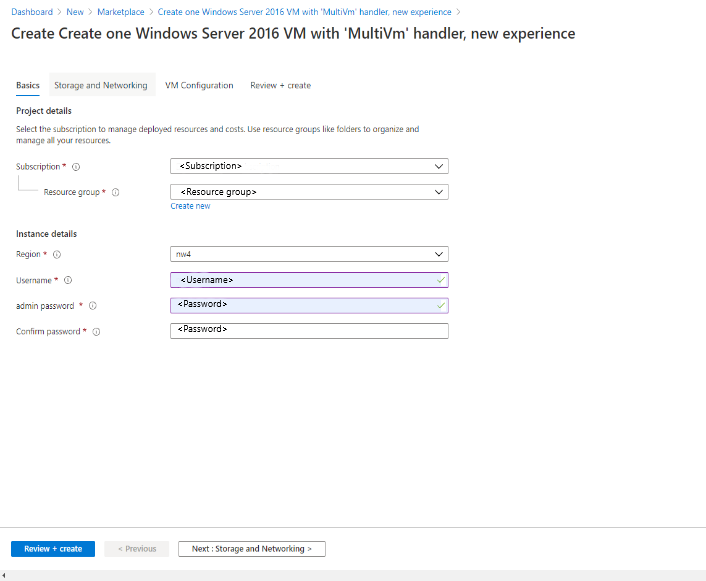 Dashboard > New > Marketplace > Create one Windows Server 2016 VM with 'MultiVm' handler, new experience >
Create Create one Windows Server 2016 VM with 'MultiVm' handler, new experience
Basics Storage and Networking VM Configuration Review + create
Project details
Select the subscription to manage deployed resources and costs. Use resource groups like folders to organize and
manage all your resources.
Subscription * <Subscription>
Resource group * <Resource group>
Create new
Instance details
Region * nw4
Username * <Username>
admin password * <Password>
Confirm password * <Password>
Review + create < Previous Next : Storage and Networking >